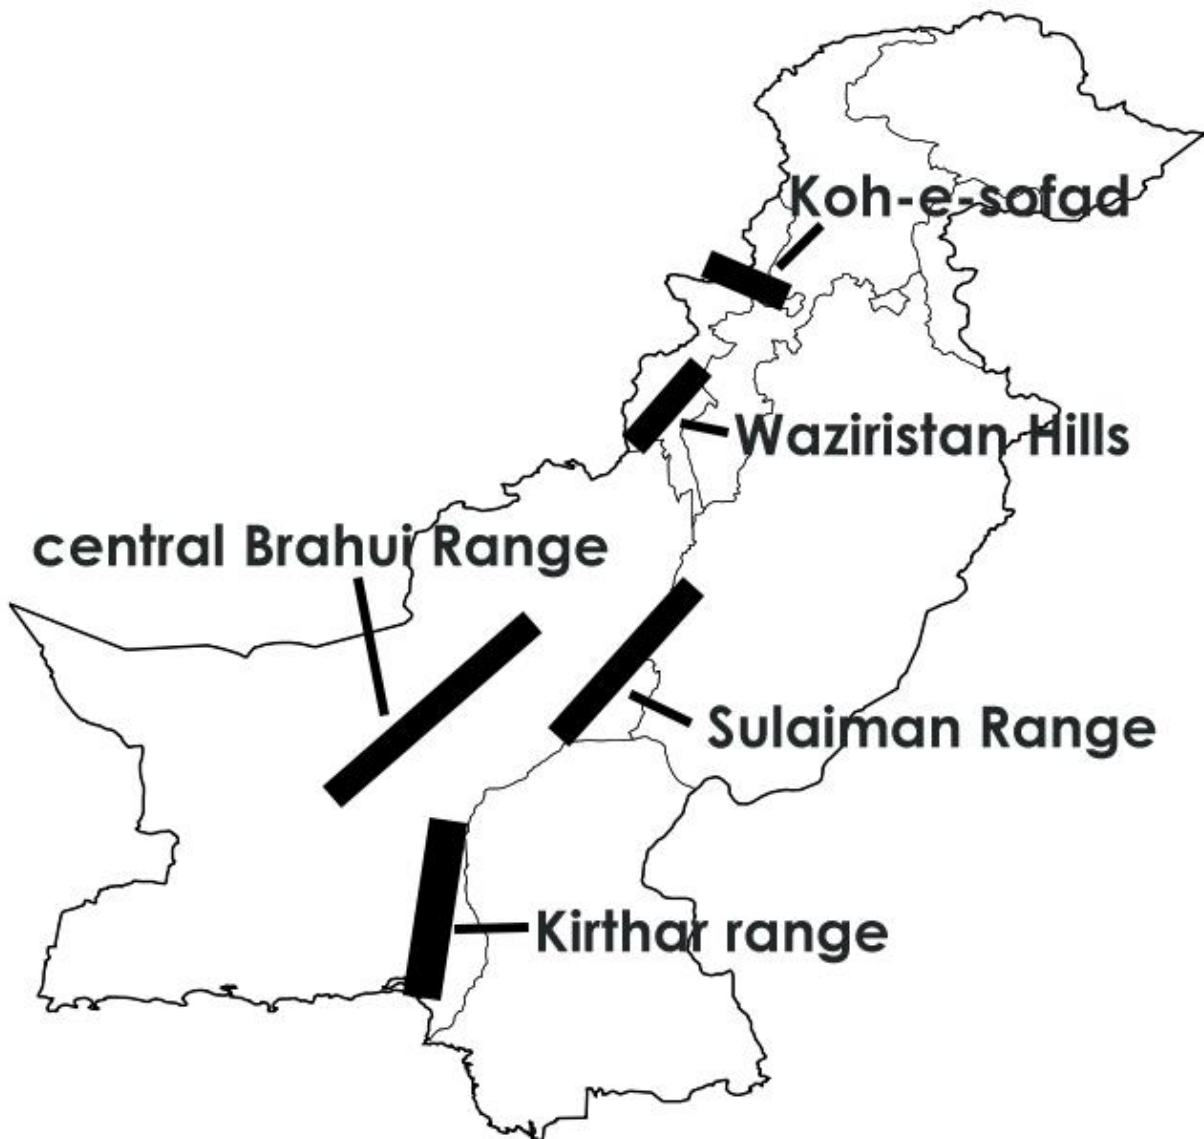 Koh-e-sofad
Waziristan Hills
central Brahui Range
Sulaiman Range
Kirthar range